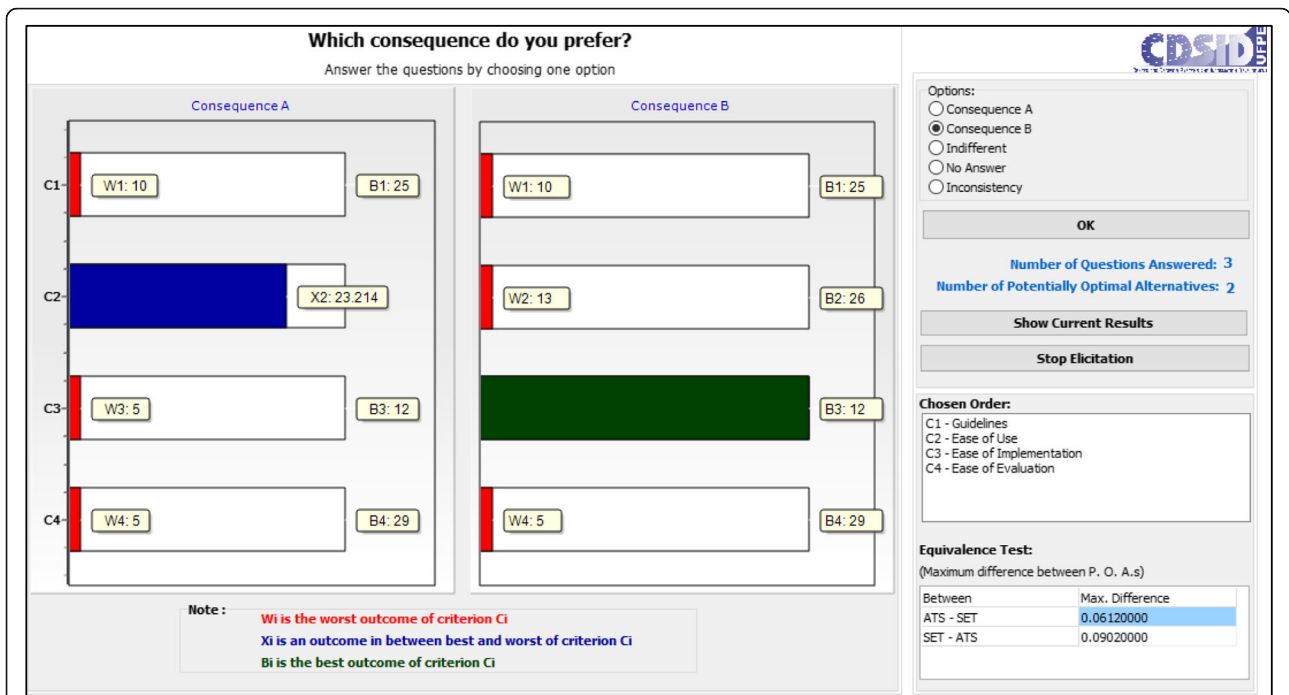 Which consequence do you prefer?
Answer the questions by choosing one option
Consequence A
C1
W1: 10
B1: 25
C2
X2: 23.214
C3
W3: 5
B3: 12
C4
W4: 5
B4: 29
Consequence B
W1: 10
B1: 25
W2: 13
B2: 26
B3: 12
W4: 5
B4: 29
Note :
Wi is the worst outcome of criterion Ci
Xi is an outcome in between best and worst of criterion Ci
Bi is the best outcome of criterion Ci
CDSID
UFPE
Options:
Consequence A
Consequence B
Indifferent
No Answer
Inconsistency
OK
Number of Questions Answered: 3
Number of Potentially Optimal Alternatives: 2
Show Current Results
Stop Elicitation
Chosen Order:
C1 - Guidelines
C2 - Ease of Use
C3 - Ease of Implementation
C4 - Ease of Evaluation
Equivalence Test:
(Maximum difference between P. O. A.s)
Between Max. Difference
ATS - SET 0.06120000
SET - ATS 0.09020000